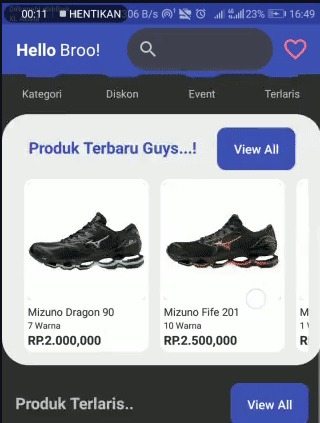 00:11 HENTIKAN 306 B/s 23% 16:49
Hello Broo!
Kategori Diskon Event Terlaris
Produk Terbaru Guys...! View All
Mizuno Dragon 90
7 Warna
RP.2.000,000
Mizuno Fife 201
10 Warna
RP.2.500,000
M
1
R
Produk Terlaris.. View All